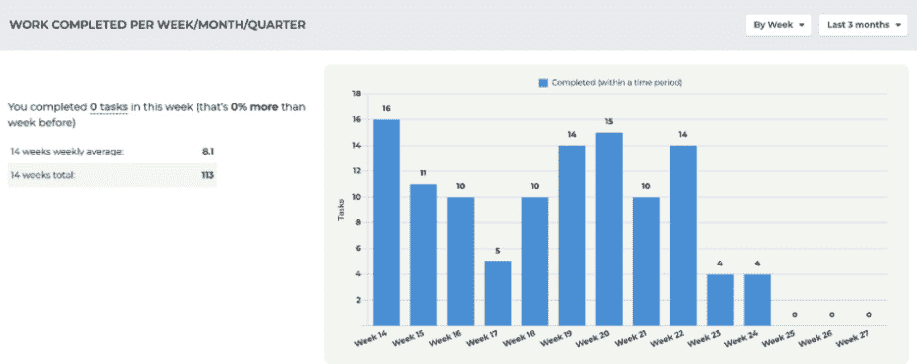 WORK COMPLETED PER WEEK/MONTH/QUARTER
By Week
Last 3 months
You completed 0 tasks in this week (that's 0% more than
week before)
14 weeks weekly average: 8.1
14 weeks total: 113
Completed (within a time period)
18
16
14
12
10
8
6
4
2
Tasks
16
11
10
5
10
14
15
10
14
4
4
0
0
0
Week 14
Week 15
Week 16
Week 17
Week 18
Week 19
Week 20
Week 21
Week 22
Week 23
Week 24
Week 25
Week 26
Week 27